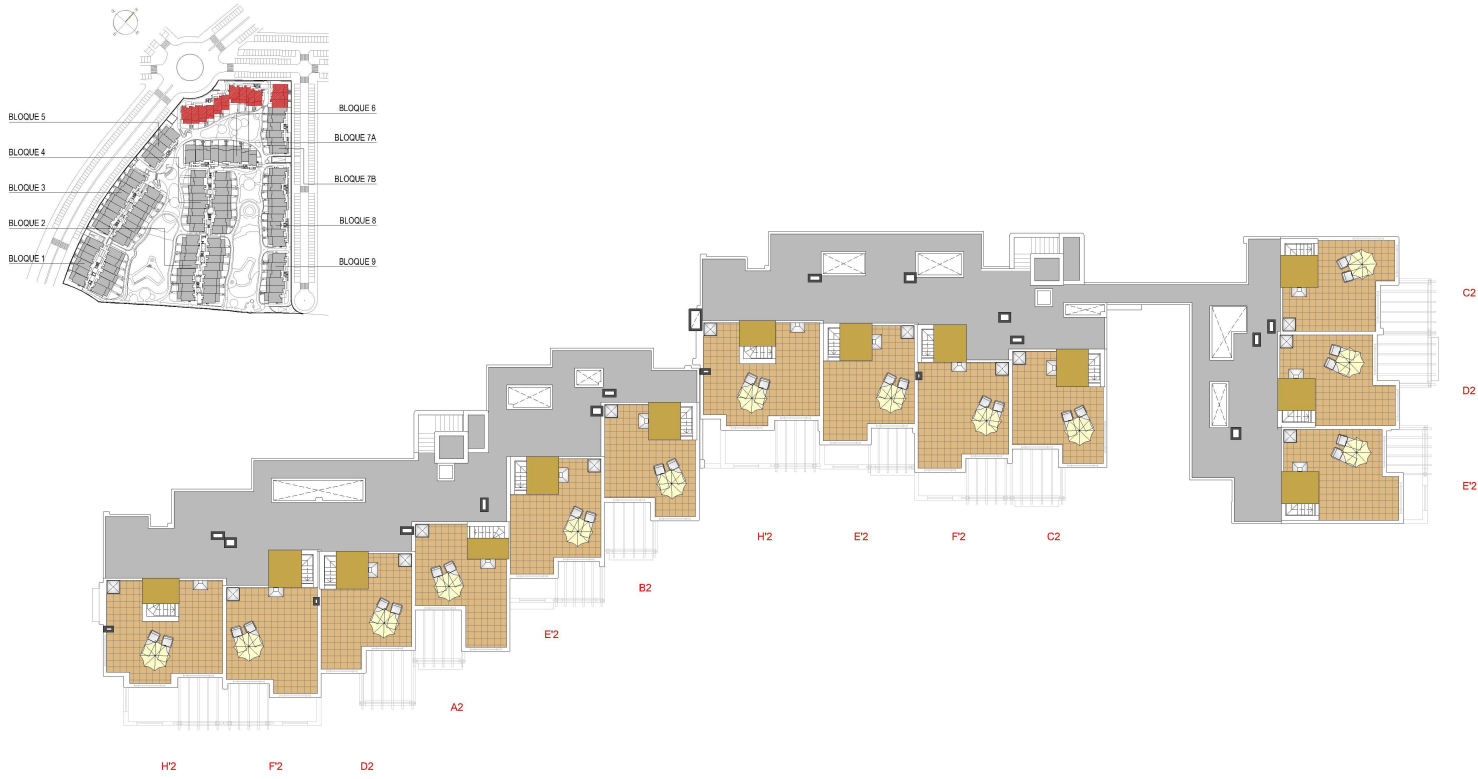 BLOQUE 5
BLOQUE 4
BLOQUE 3
BLOQUE 2
BLOQUE 1
BLOQUE 6
BLOQUE 7A
BLOQUE 7B
BLOQUE 8
BLOQUE 9
C2
D2
E'2
H'2 E'2 F'2 C2
B2
E'2
A2
H'2 F'2 D2